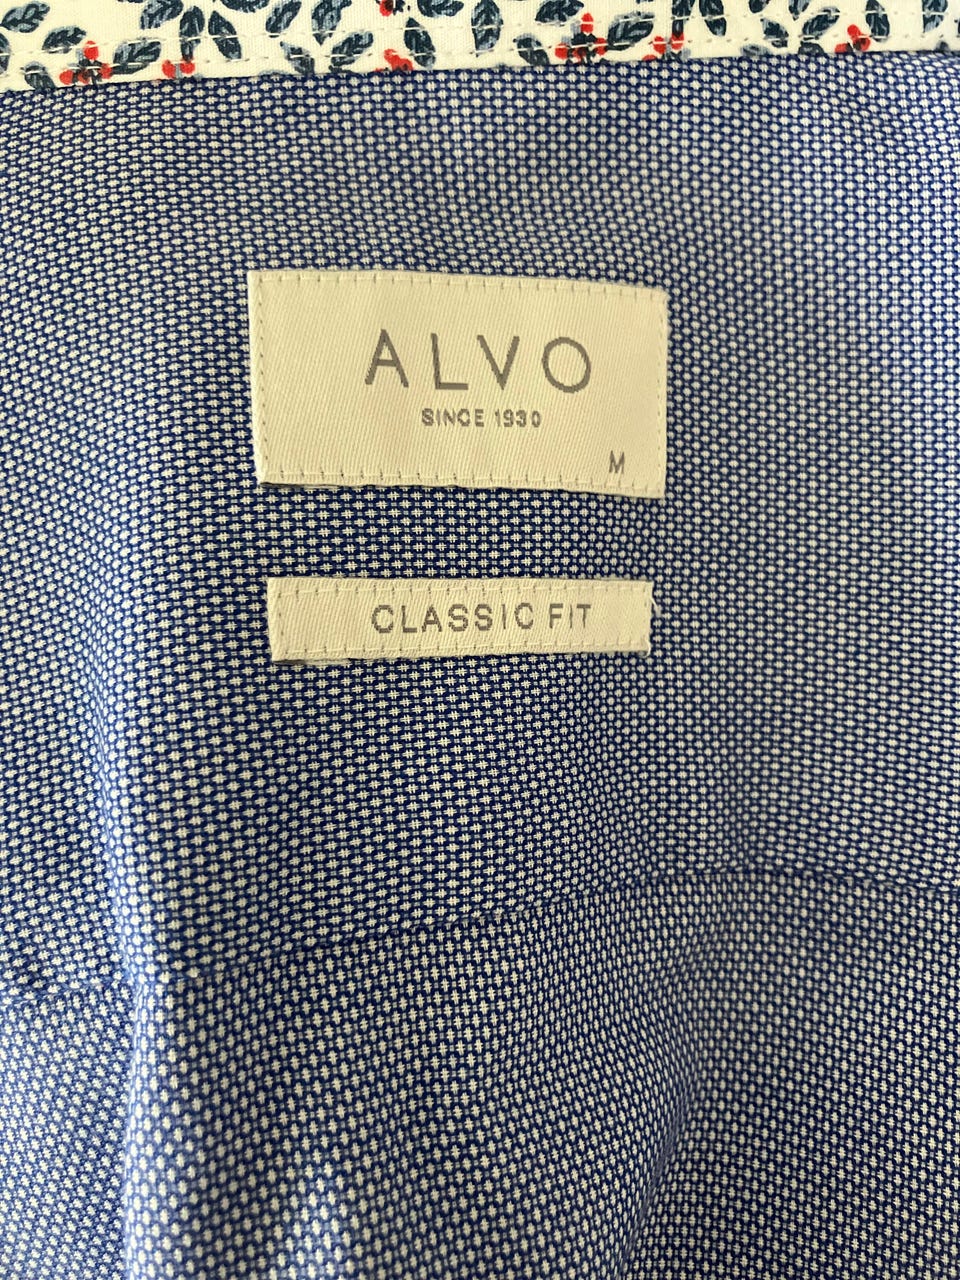 ALVO
SINCE 1930
M
CLASSIC FIT